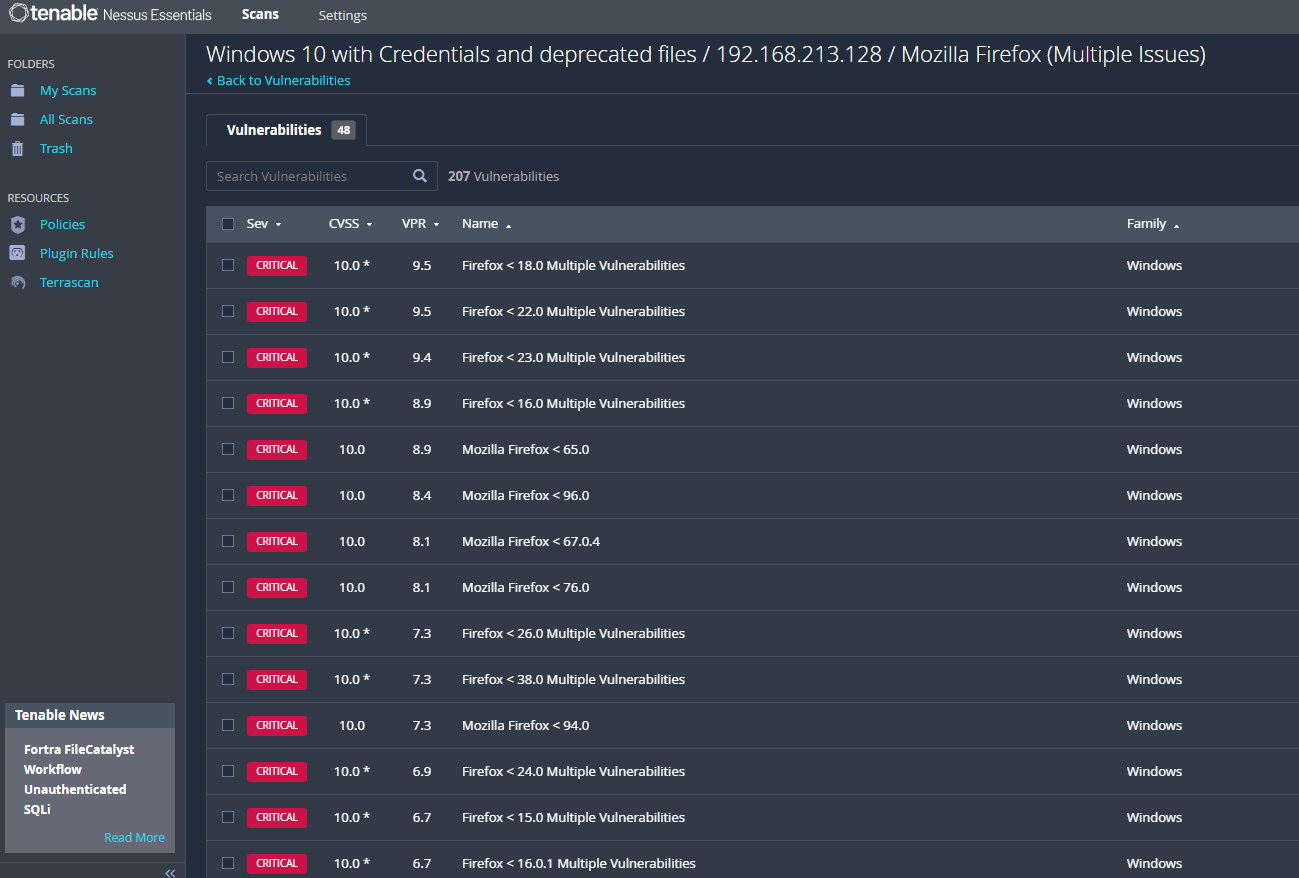 tenable Nessus Essentials Scans Settings
FOLDERS
My Scans
All Scans
Trash
RESOURCES
Policies
Plugin Rules
Terrascan
Tenable News
Fortra FileCatalyst
Workflow
Unauthenticated
SQLi
Read More
Windows 10 with Credentials and deprecated files / 192.168.213.128 / Mozilla Firefox (Multiple Issues)
‹ Back to Vulnerabilities
Vulnerabilities 48
Search Vulnerabilities 207 Vulnerabilities
Sev CVSS VPR Name Family
CRITICAL 10.0 * 9.5 Firefox < 18.0 Multiple Vulnerabilities Windows
CRITICAL 10.0 * 9.5 Firefox < 22.0 Multiple Vulnerabilities Windows
CRITICAL 10.0 * 9.4 Firefox < 23.0 Multiple Vulnerabilities Windows
CRITICAL 10.0 * 8.9 Firefox < 16.0 Multiple Vulnerabilities Windows
CRITICAL 10.0 8.9 Mozilla Firefox < 65.0 Windows
CRITICAL 10.0 8.4 Mozilla Firefox < 96.0 Windows
CRITICAL 10.0 8.1 Mozilla Firefox < 67.0.4 Windows
CRITICAL 10.0 8.1 Mozilla Firefox < 76.0 Windows
CRITICAL 10.0 * 7.3 Firefox < 26.0 Multiple Vulnerabilities Windows
CRITICAL 10.0 * 7.3 Firefox < 38.0 Multiple Vulnerabilities Windows
CRITICAL 10.0 7.3 Mozilla Firefox < 94.0 Windows
CRITICAL 10.0 * 6.9 Firefox < 24.0 Multiple Vulnerabilities Windows
CRITICAL 10.0 * 6.7 Firefox < 15.0 Multiple Vulnerabilities Windows
CRITICAL 10.0 * 6.7 Firefox < 16.0.1 Multiple Vulnerabilities Windows